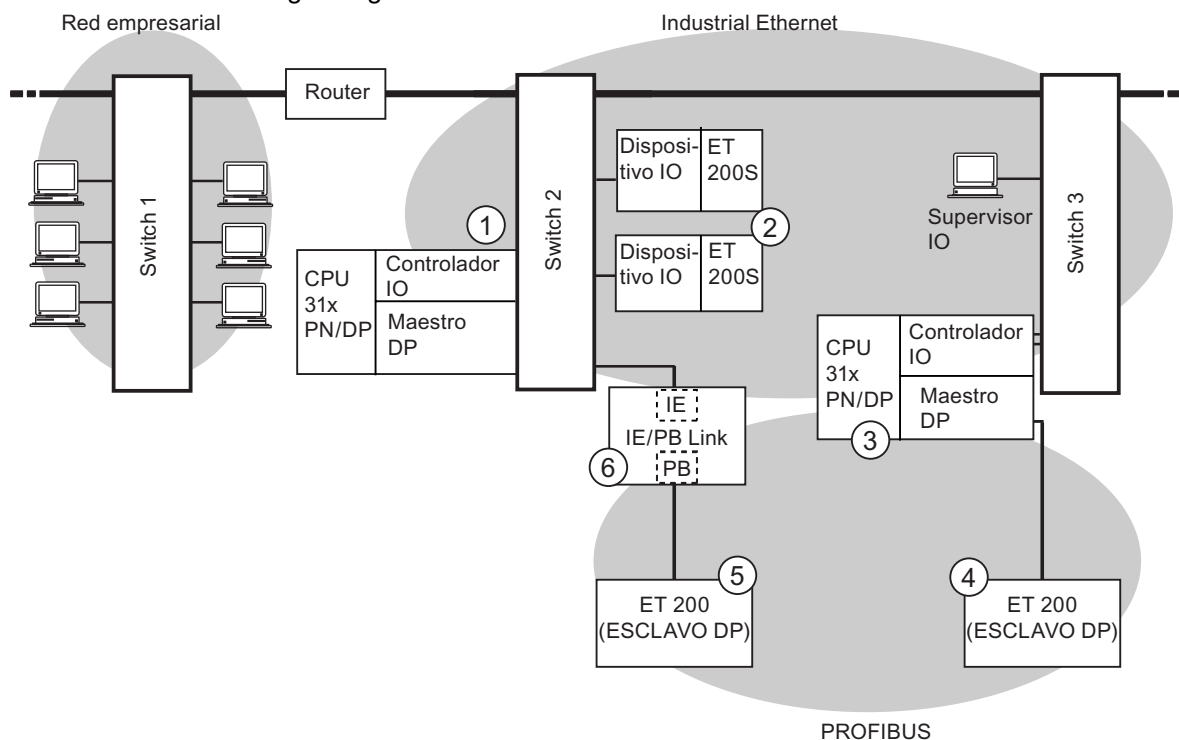 Red empresarial
Industrial Ethernet
Router
Switch 1
Switch 2
Switch 3
Disposi-
tivo IO
ET
200S
Disposi-
tivo IO
ET
200S
Supervisor
IO
1
2
CPU
31x
PN/DP
Controlador
IO
Maestro
DP
CPU
31x
PN/DP
Controlador
IO
Maestro
DP
3
IE
IE/PB Link
PB
6
5
ET 200
(ESCLAVO DP)
4
ET 200
(ESCLAVO DP)
PROFIBUS